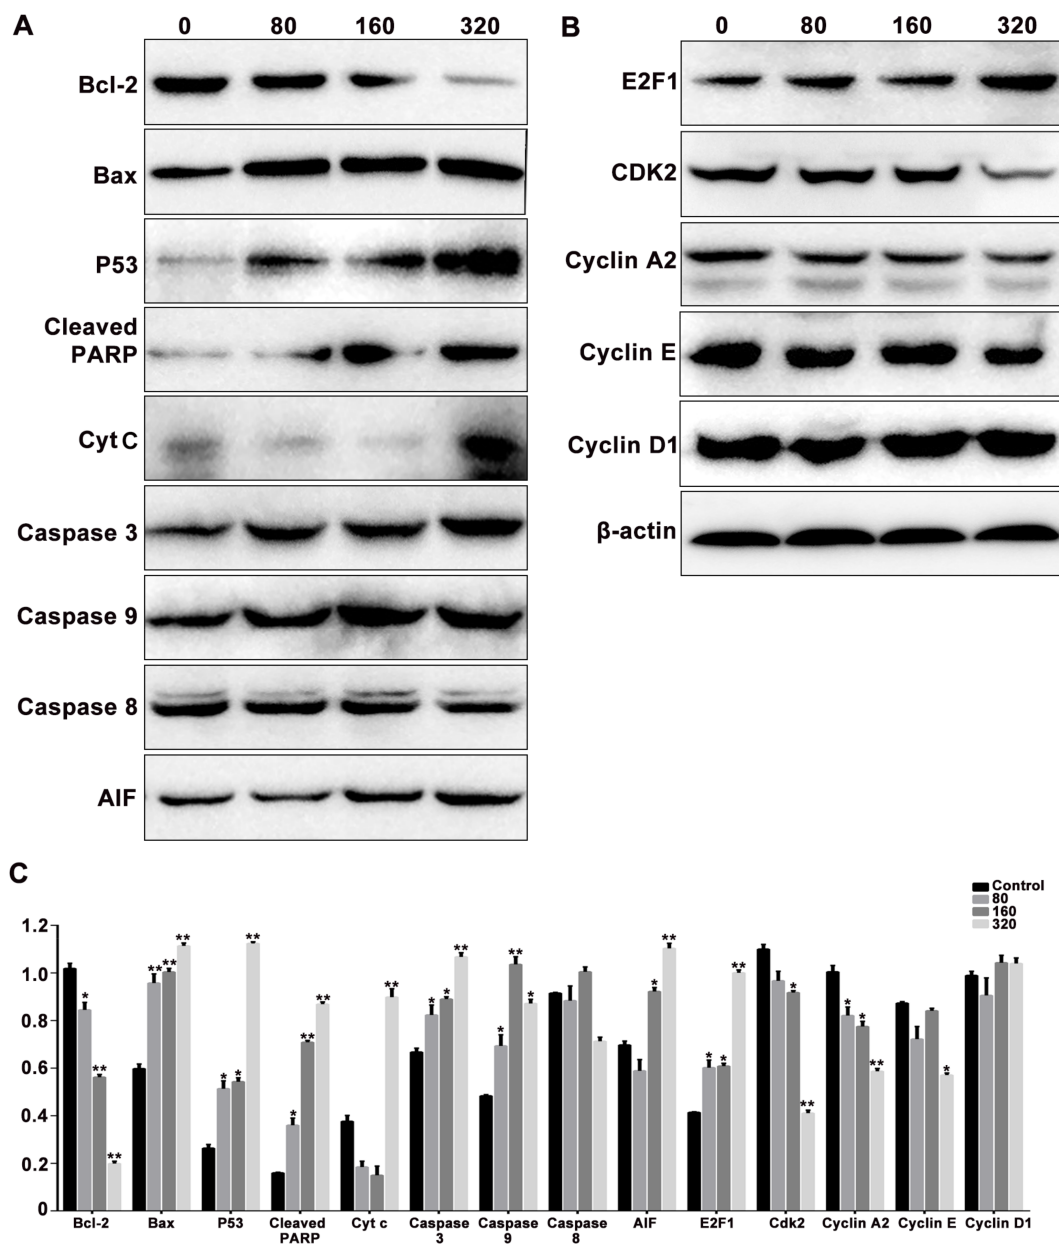 A
0 80 160 320
Bcl-2
Bax
P53
Cleaved
PARP
Cyt C
Caspase 3
Caspase 9
Caspase 8
AIF
B
0 80 160 320
E2F1
CDK2
Cyclin A2
Cyclin E
Cyclin D1
β-actin
C
Control
80
160
320
1.2
1.0
0.8
0.6
0.4
0.2
0
* ** **
** ** **
* * **
* ** **
**
* * **
* ** **
* **
* * **
* **
* * **
*
Bcl-2 Bax P53 Cleaved Cyt c Caspase Caspase Caspase AIF E2F1 Cdk2 Cyclin A2 Cyclin E Cyclin D1
PARP 3 9 8